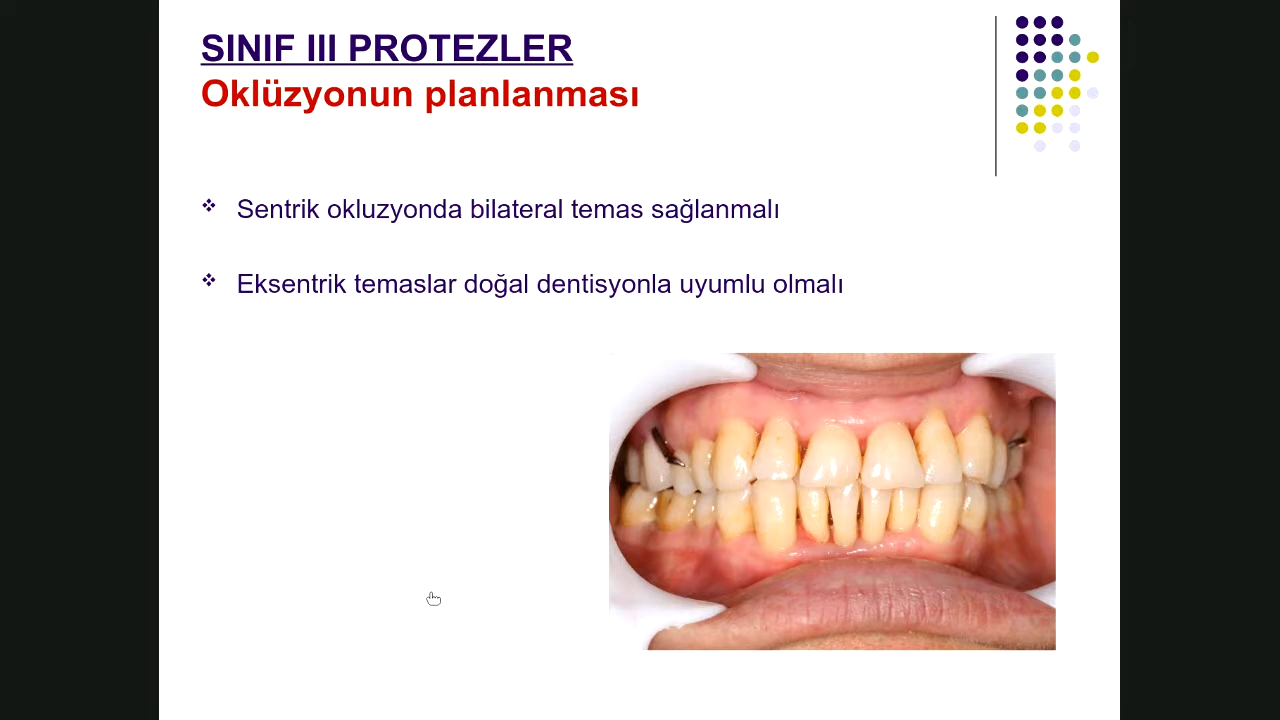 SINIF III PROTEZLER
Oklüzyonun planlanması
Sentrik okluzyonda bilateral temas sağlanmalı
Eksentrik temaslar doğal dentisyonla uyumlu olmalı